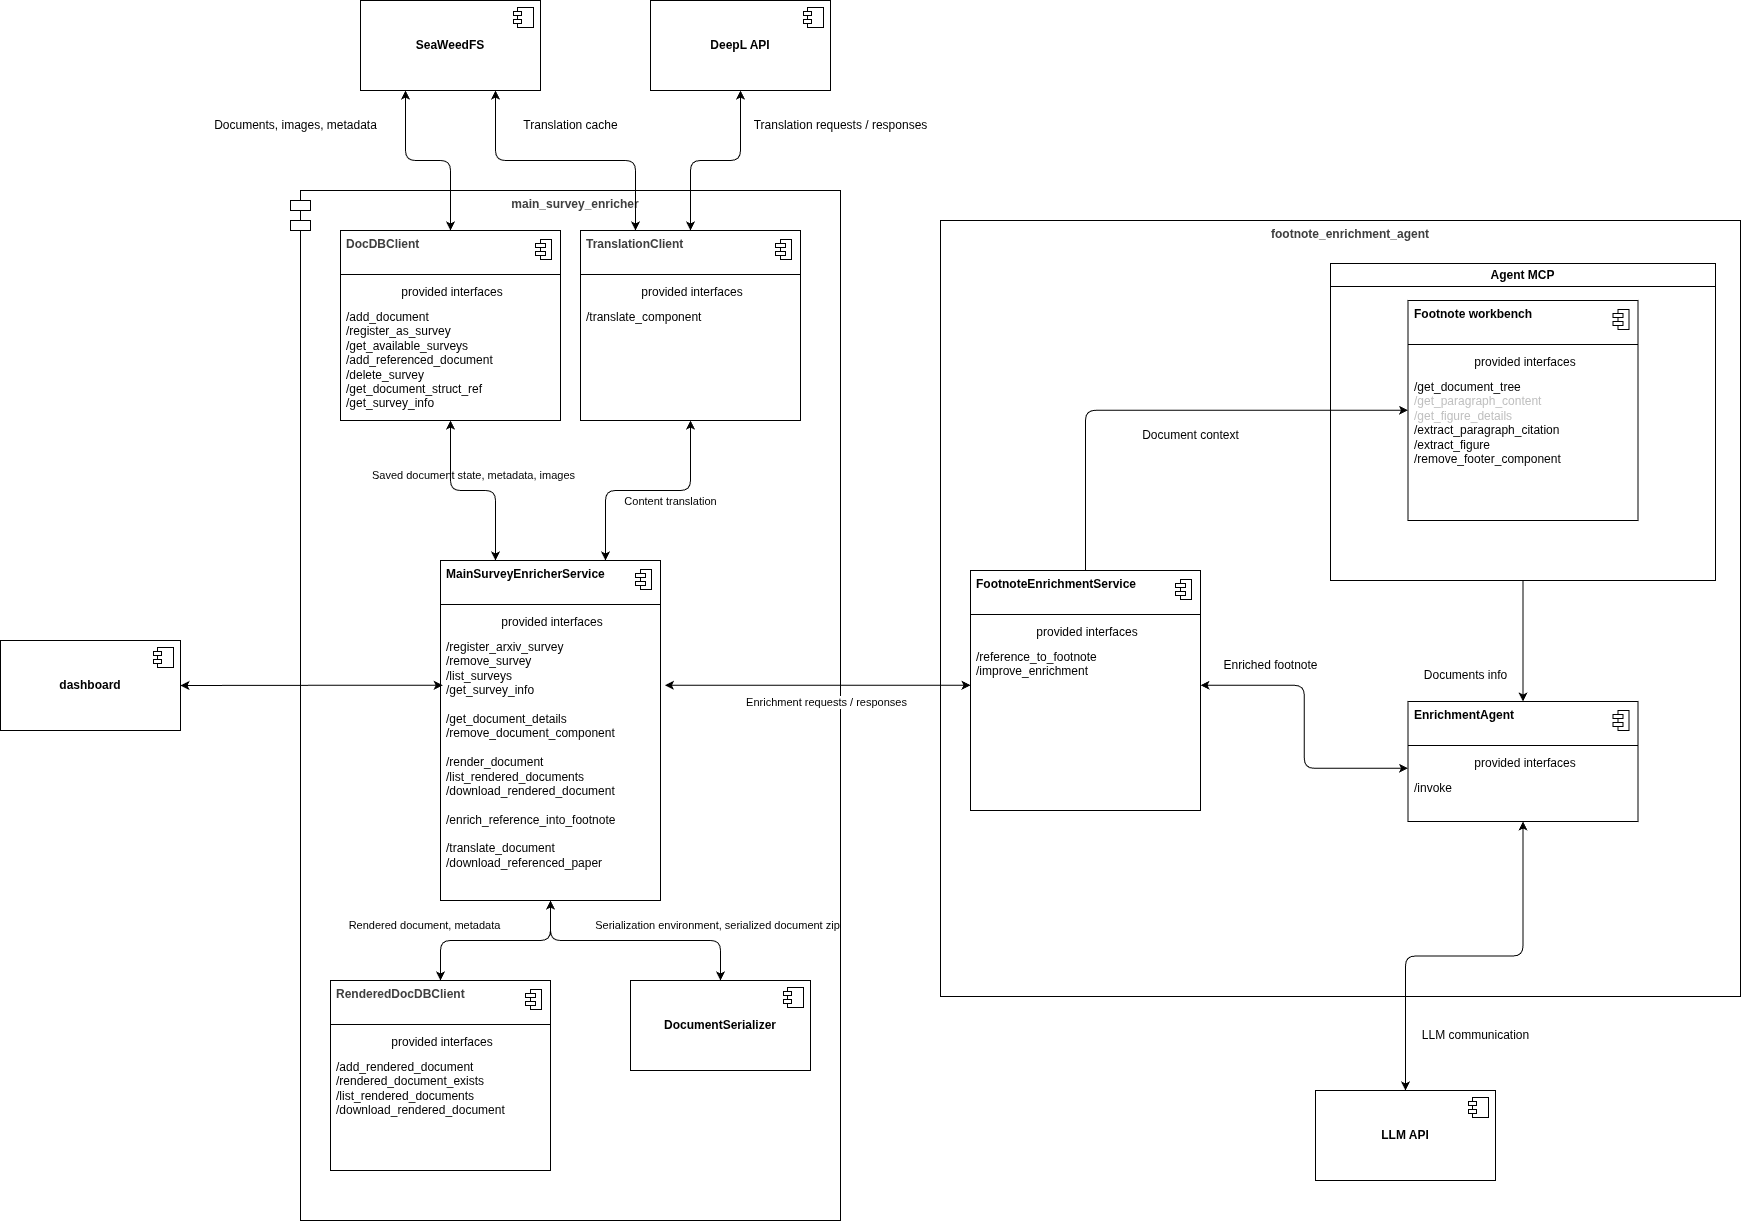 SeaWeedFS
DeepL API
Documents, images, metadata
Translation cache
Translation requests / responses
main_survey_enricher
DocDBClient
provided interfaces
/add_document
/register_as_survey
/get_available_surveys
/add_referenced_document
/delete_survey
/get_document_struct_ref
/get_survey_info
TranslationClient
provided interfaces
/translate_component
Saved document state, metadata, images
Content translation
MainSurveyEnricherService
provided interfaces
/register_arxiv_survey
/remove_survey
/list_surveys
/get_survey_info
/get_document_details
/remove_document_component
/render_document
/list_rendered_documents
/download_rendered_document
/enrich_reference_into_footnote
/translate_document
/download_referenced_paper
dashboard
Enrichment requests / responses
Rendered document, metadata
Serialization environment, serialized document zip
RenderedDocDBClient
provided interfaces
/add_rendered_document
/rendered_document_exists
/list_rendered_documents
/download_rendered_document
DocumentSerializer
footnote_enrichment_agent
Agent MCP
Footnote workbench
provided interfaces
/get_document_tree
/get_paragraph_content
/get_figure_details
/extract_paragraph_citation
/extract_figure
/remove_footer_component
Document context
FootnoteEnrichmentService
provided interfaces
/reference_to_footnote
/improve_enrichment
Enriched footnote
Documents info
EnrichmentAgent
provided interfaces
/invoke
LLM communication
LLM API